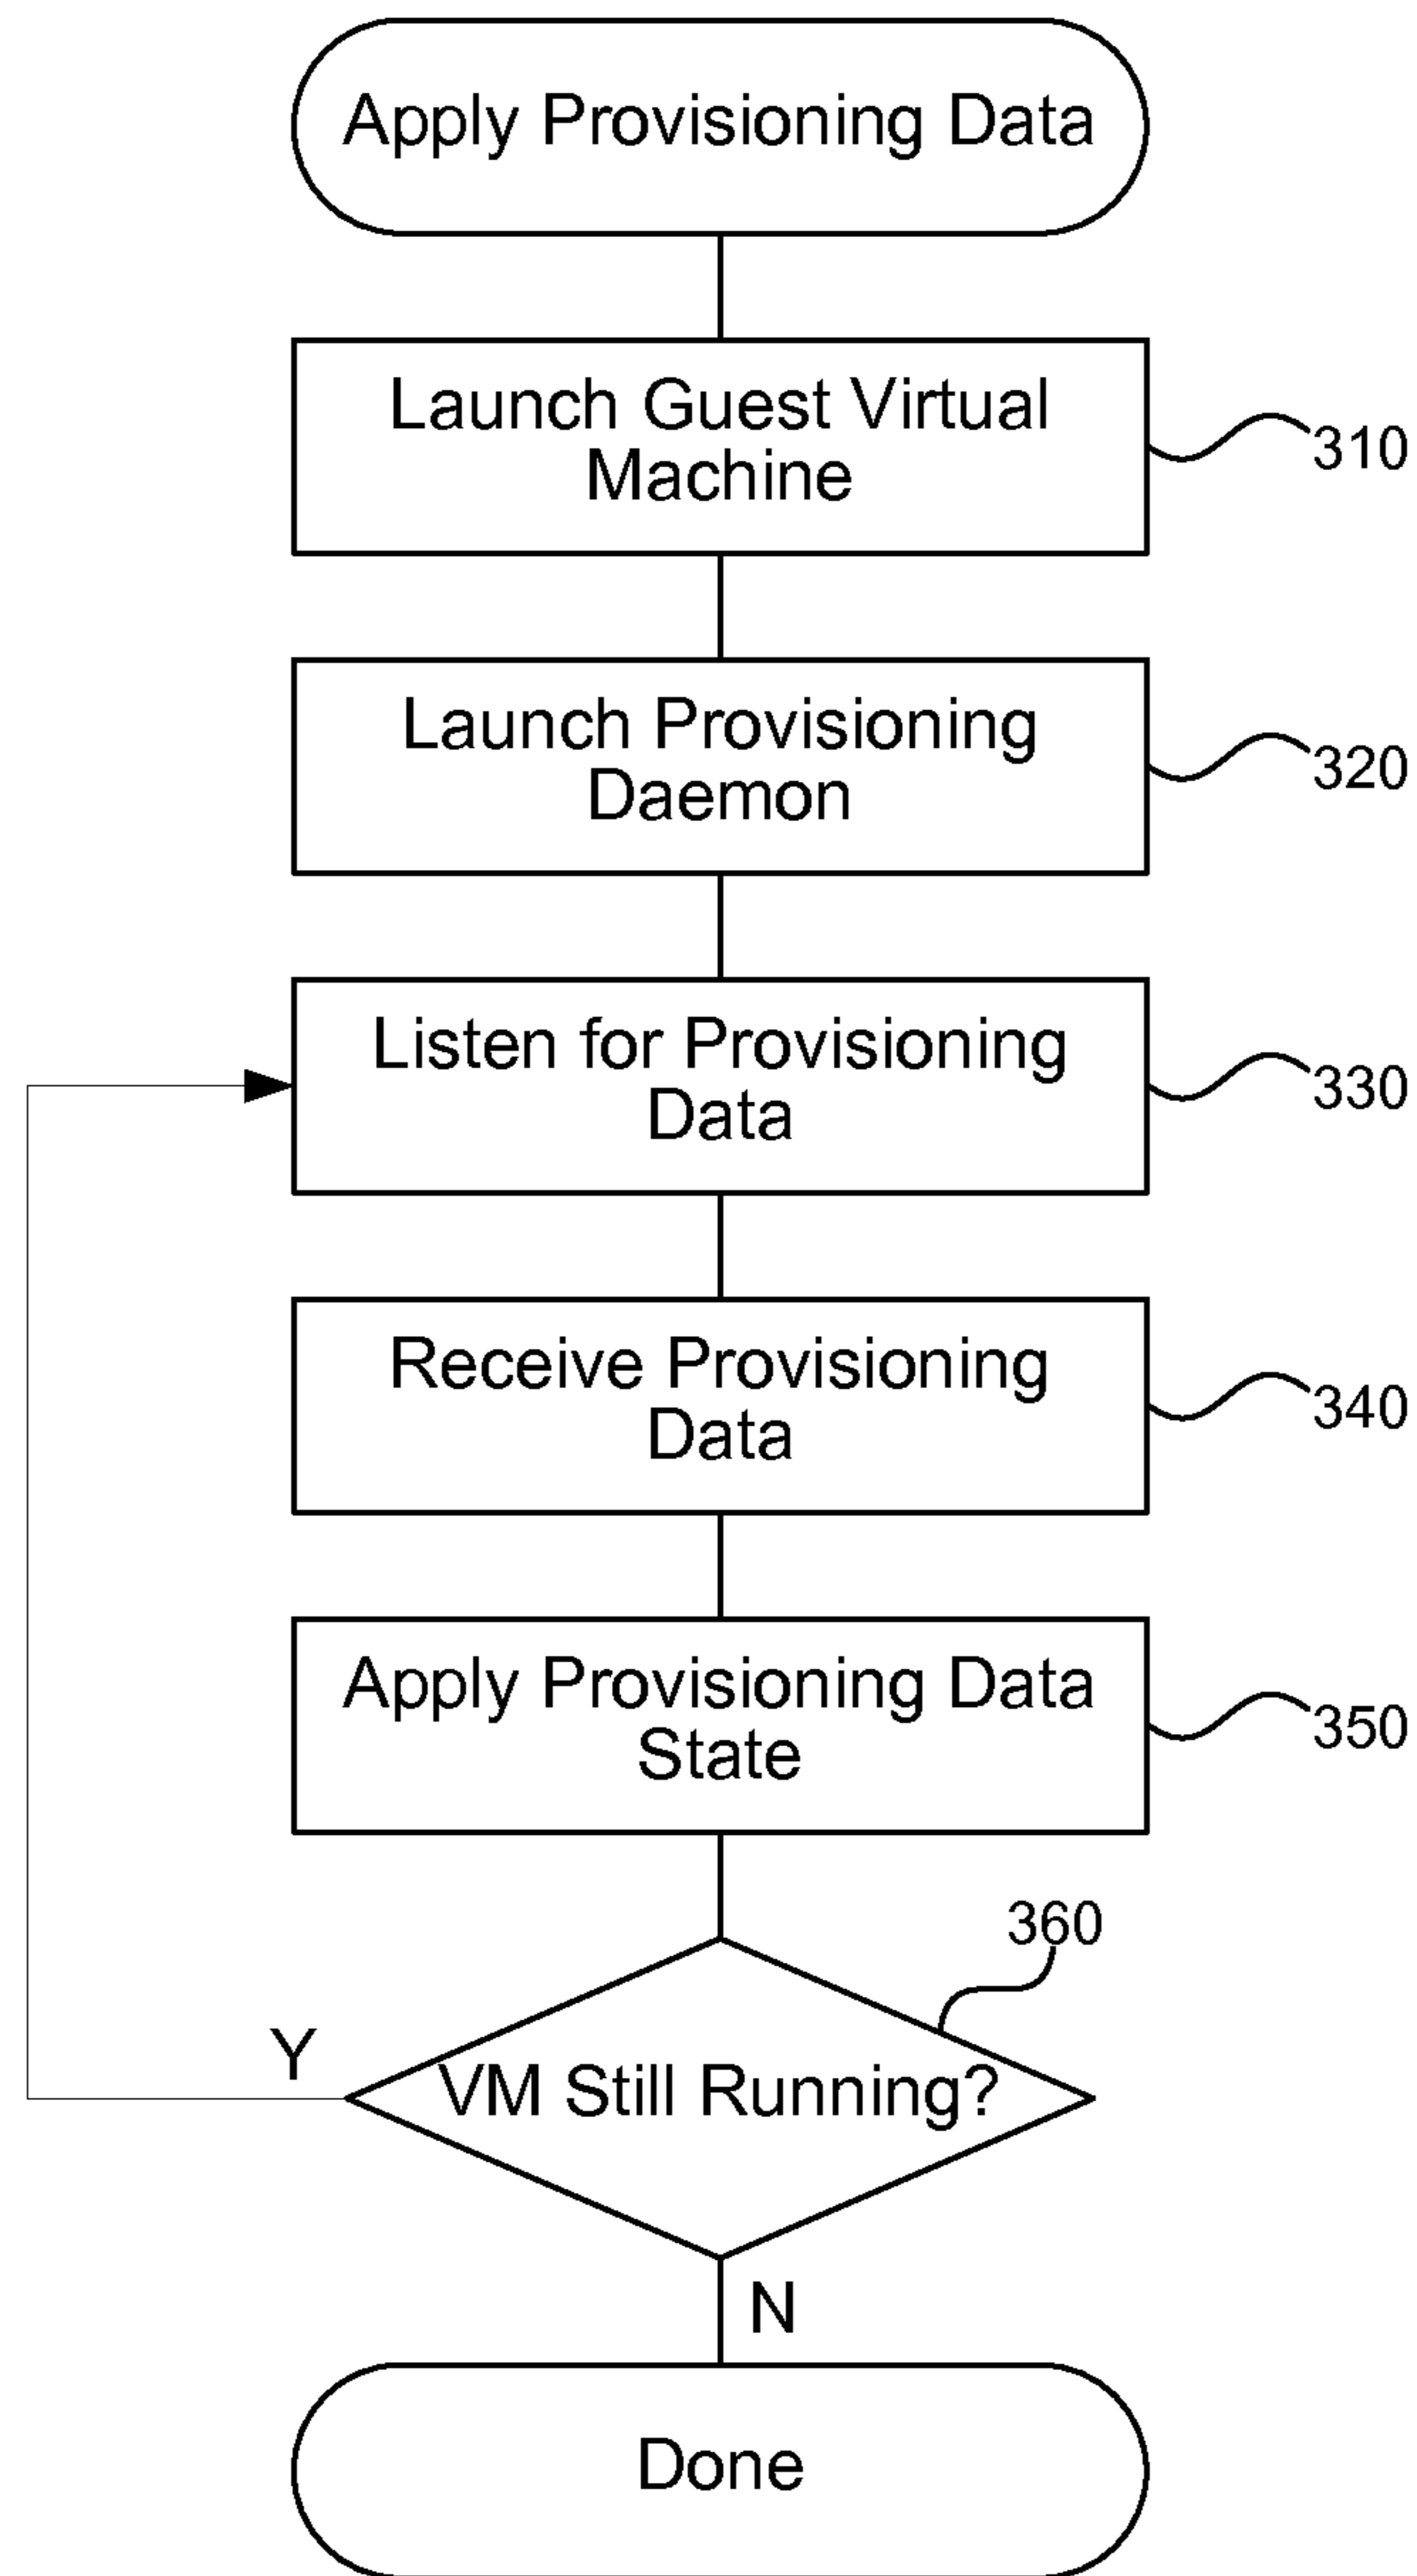 Apply Provisioning Data
Launch Guest Virtual
Machine
310
Launch Provisioning
Daemon
320
Listen for Provisioning
Data
330
Receive Provisioning
Data
340
Apply Provisioning Data
State
350
360
VM Still Running?
Y
N
Done